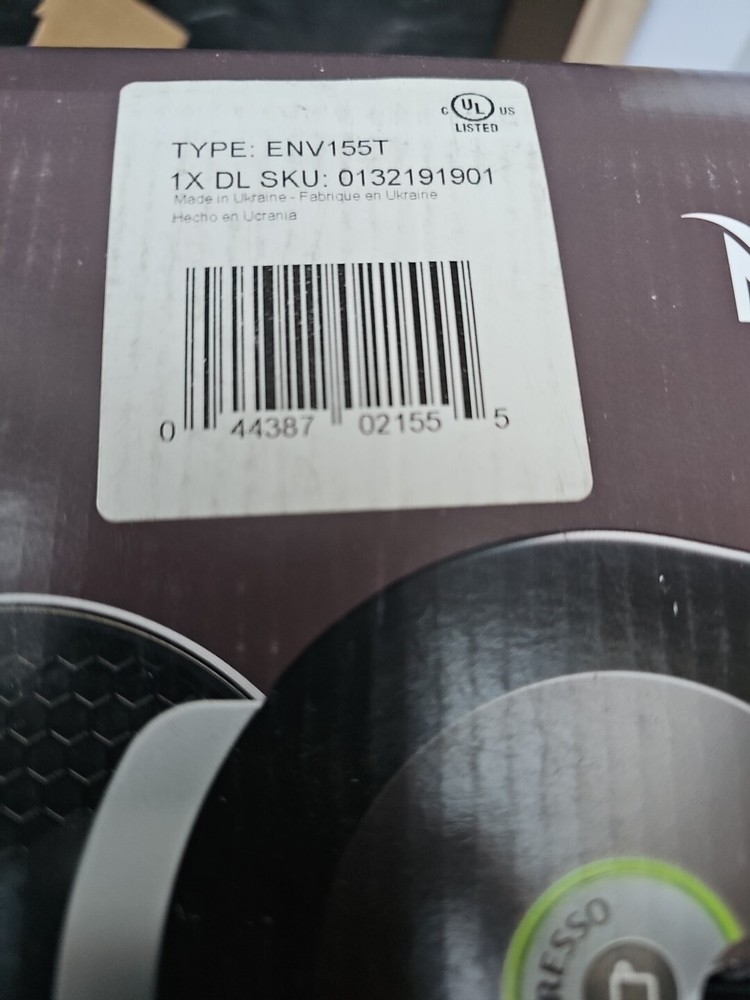 C UL US
LISTED
TYPE: ENV155T
1X DL SKU: 0132191901
Made in Ukraine - Fabrique en Ukraine
Hecho en Ucrania
0 44387 02155 5
N
RESSO